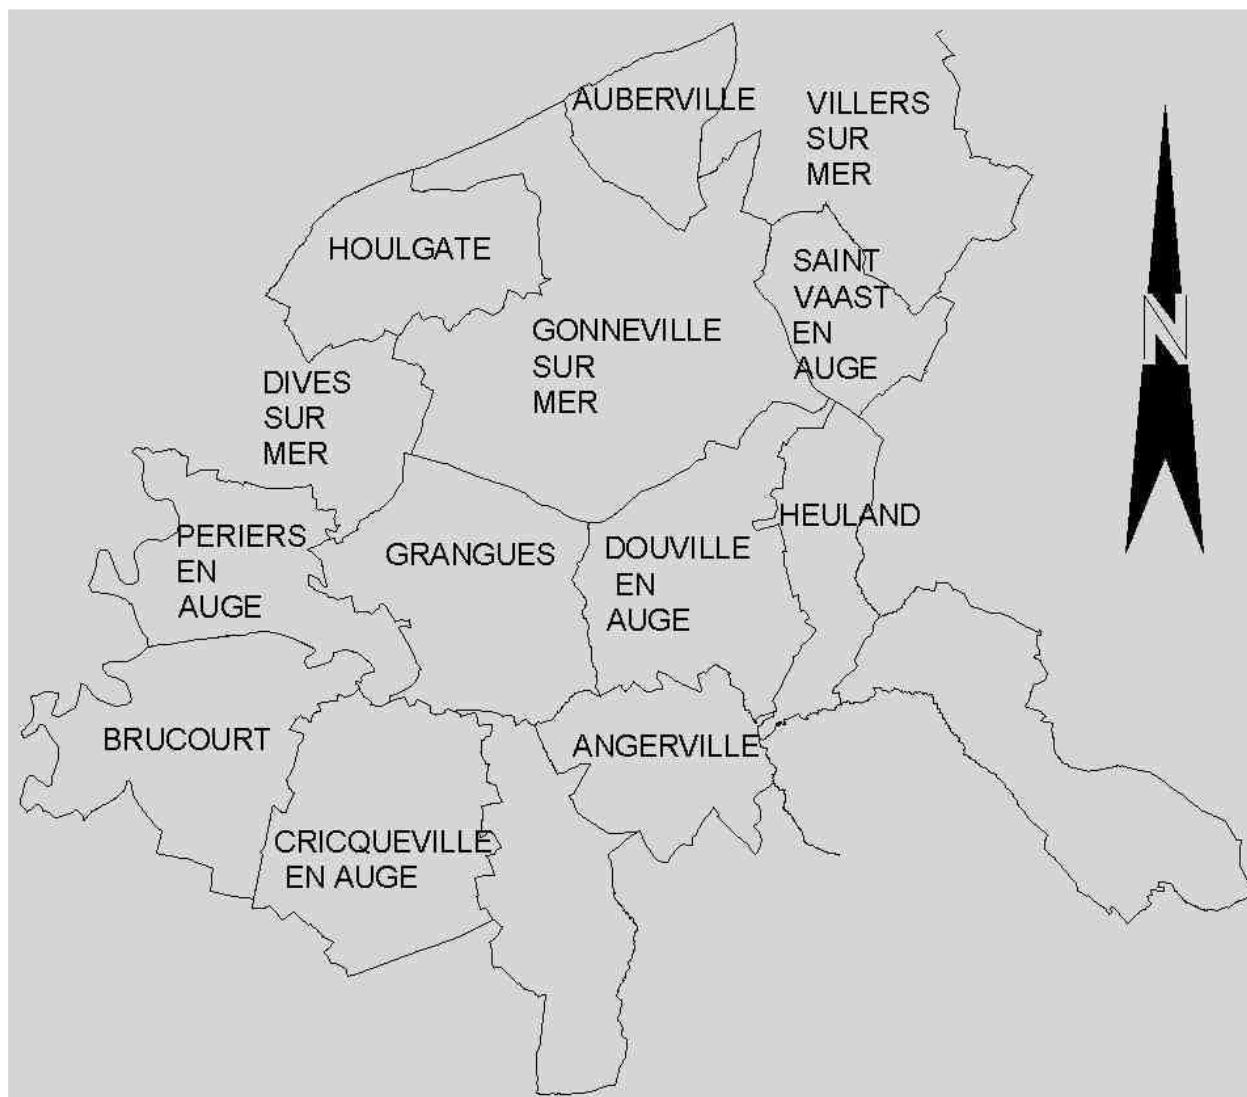 AUBERVILLE
VILLERS
SUR
MER
HOULGATE
SAINT
VAAST
EN
AUGE
GONNEVILLE
SUR
MER
DIVES
SUR
MER
N
PERIERS
EN
AUGE
GRANGUES
DOUVILLE
EN
AUGE
HEULAND
BRUCOURT
ANGERVILLE
CRICQUEVILLE
EN AUGE